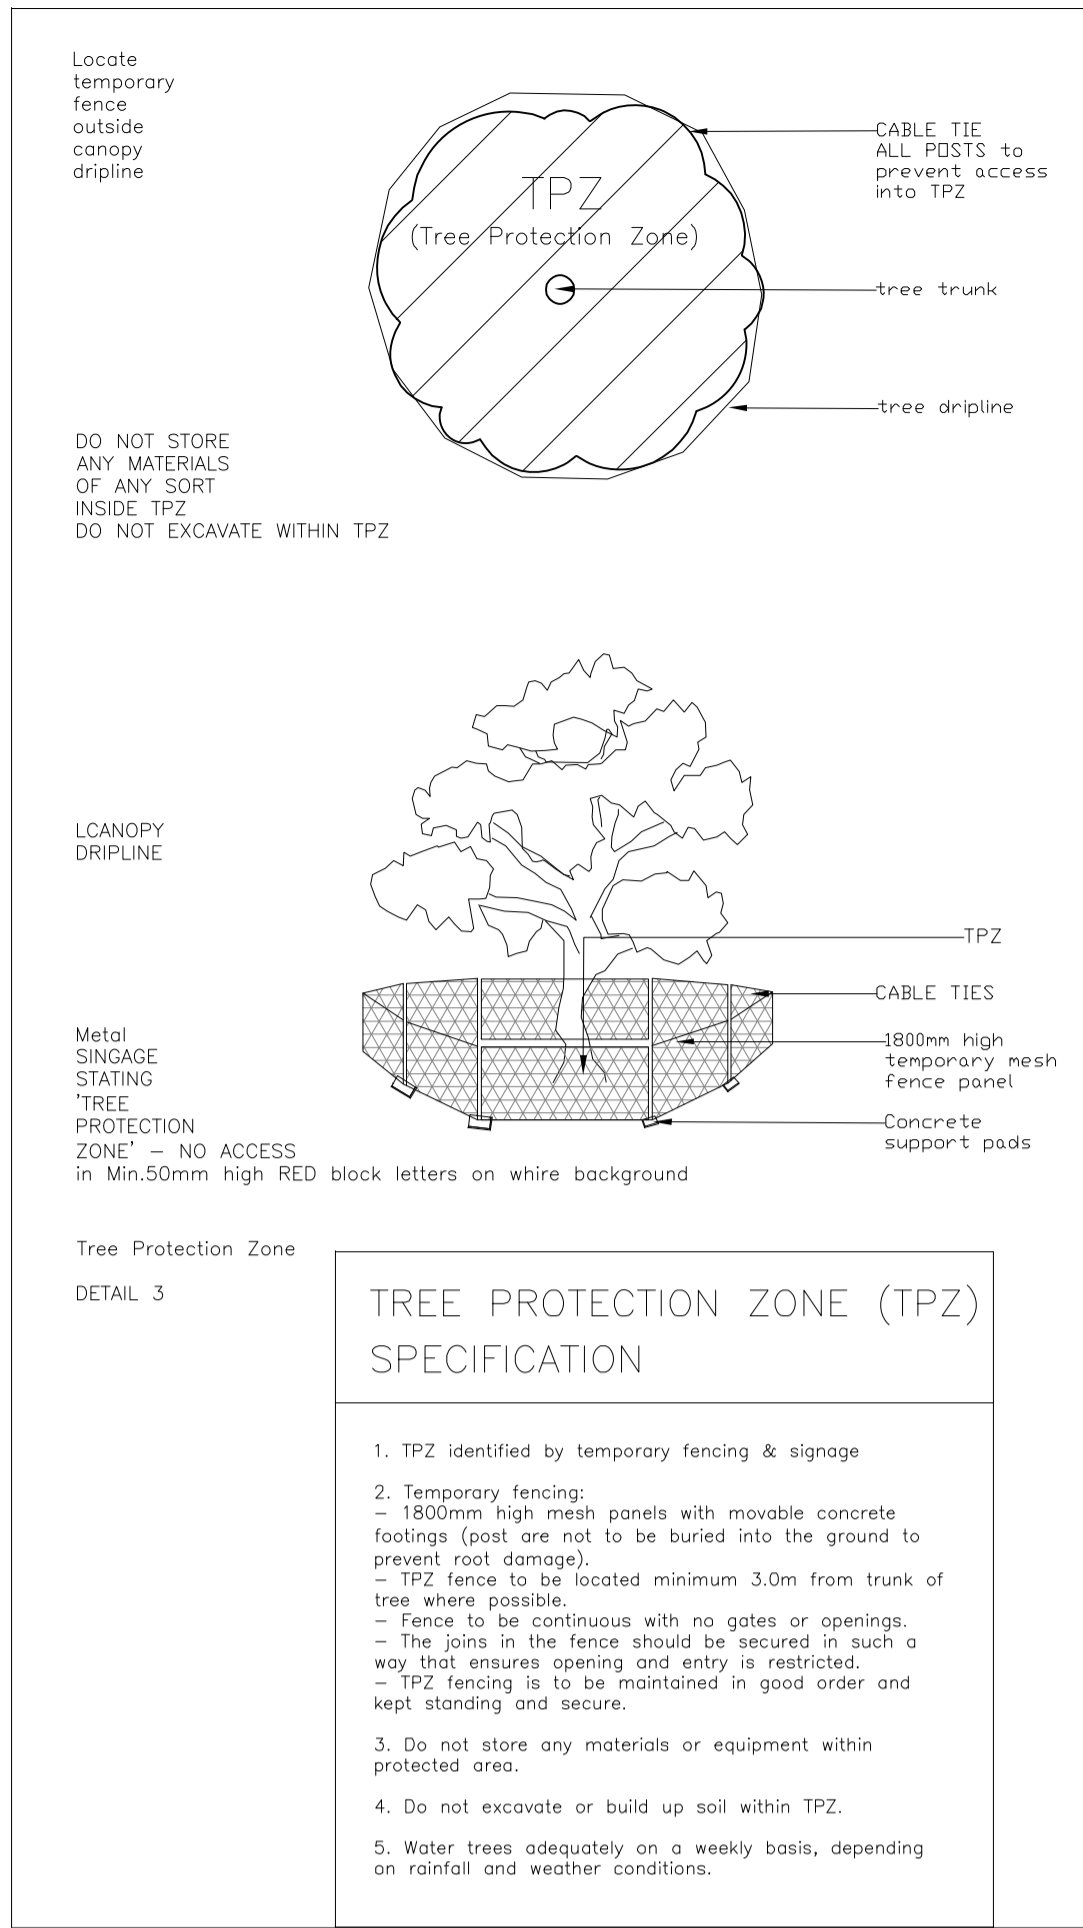 Locate
temporary
fence
outside
canopy
dripline
CABLE TIE
ALL POSTS to
prevent access
into TPZ
TPZ
(Tree Protection Zone)
tree trunk
tree dripline
DO NOT STORE
ANY MATERIALS
OF ANY SORT
INSIDE TPZ
DO NOT EXCAVATE WITHIN TPZ
LCANOPY
DRIPLINE
TPZ
CABLE TIES
1800mm high
temporary mesh
fence panel
Concrete
support pads
Metal
SINGAGE
STATING
'TREE
PROTECTION
ZONE' – NO ACCESS
in Min.50mm high RED block letters on whire background
Tree Protection Zone
DETAIL 3
TREE PROTECTION ZONE (TPZ)
SPECIFICATION
1. TPZ identified by temporary fencing & signage
2. Temporary fencing:
– 1800mm high mesh panels with movable concrete
footings (post are not to be buried into the ground to
prevent root damage).
– TPZ fence to be located minimum 3.0m from trunk of
tree where possible.
– Fence to be continuous with no gates or openings.
– The joins in the fence should be secured in such a
way that ensures opening and entry is restricted.
– TPZ fencing is to be maintained in good order and
kept standing and secure.
3. Do not store any materials or equipment within
protected area.
4. Do not excavate or build up soil within TPZ.
5. Water trees adequately on a weekly basis, depending
on rainfall and weather conditions.